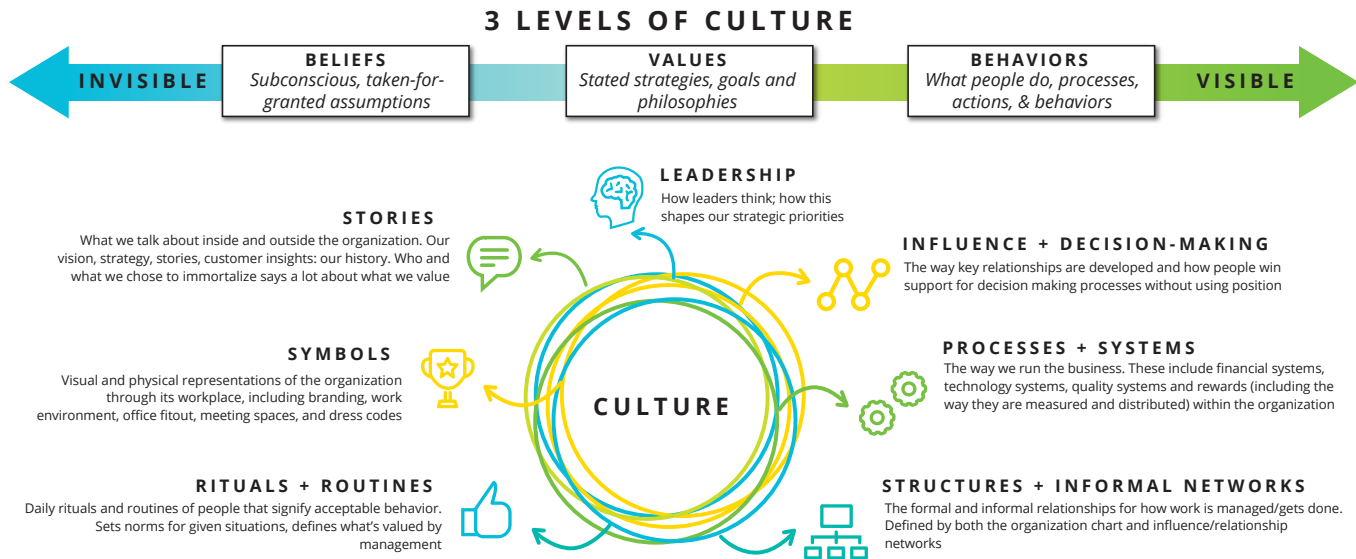 3 LEVELS OF CULTURE
INVISIBLE
BELIEFS
Subconscious, taken-for-
granted assumptions
VALUES
Stated strategies, goals and
philosophies
BEHAVIORS
What people do, processes,
actions, & behaviors
VISIBLE
LEADERSHIP
How leaders think; how this
shapes our strategic priorities
STORIES
What we talk about inside and outside the organization. Our
vision, strategy, stories, customer insights: our history. Who and
what we chose to immortalize says a lot about what we value
INFLUENCE + DECISION-MAKING
The way key relationships are developed and how people win
support for decision making processes without using position
SYMBOLS
Visual and physical representations of the organization
through its workplace, including branding, work
environment, office fitout, meeting spaces, and dress codes
CULTURE
PROCESSES + SYSTEMS
The way we run the business. These include financial systems,
technology systems, quality systems and rewards (including the
way they are measured and distributed) within the organization
RITUALS + ROUTINES
Daily rituals and routines of people that signify acceptable behavior.
Sets norms for given situations, defines what’s valued by
management
STRUCTURES + INFORMAL NETWORKS
The formal and informal relationships for how work is managed/gets done.
Defined by both the organization chart and influence/relationship
networks